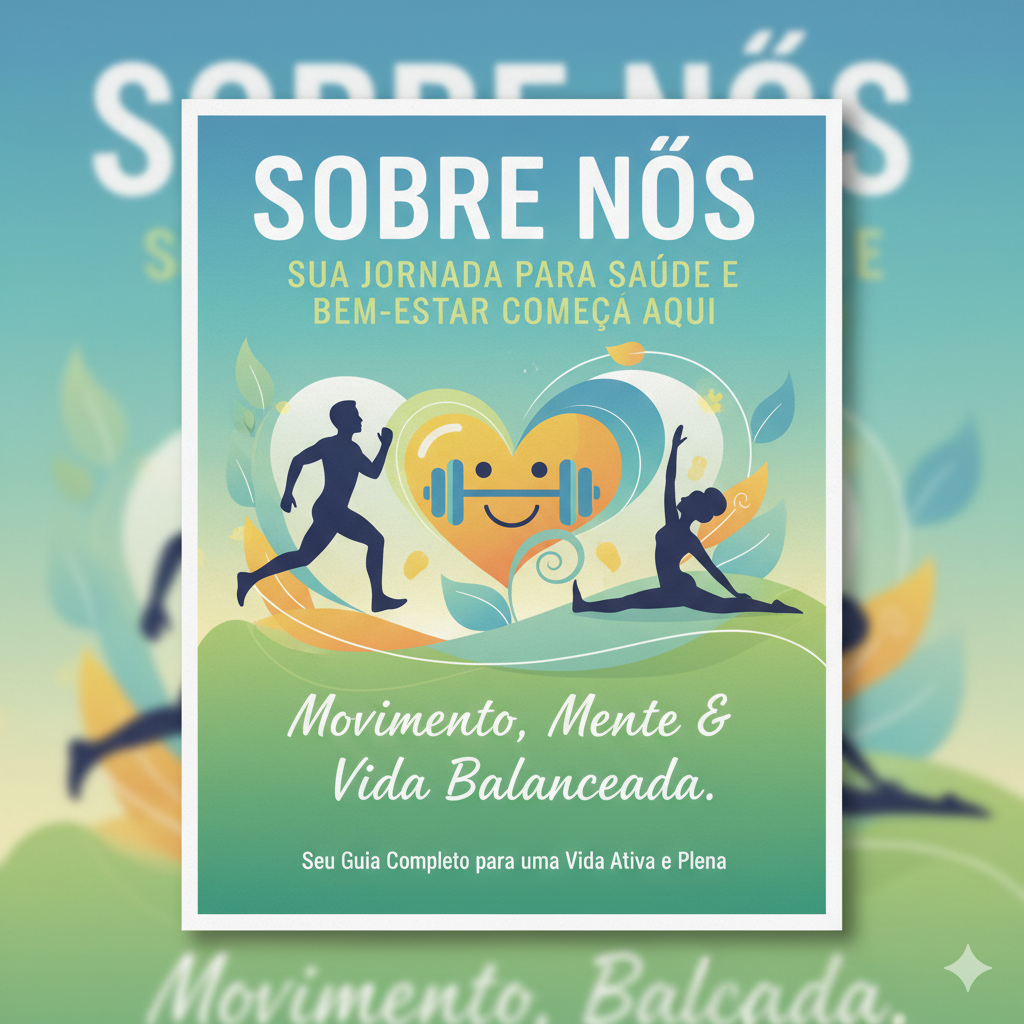 SOBRE NŐS
SUA JORNADA PARA SAÚDE E
BEM-ESTAR COMEÇÁ AQUI
Movimento, Mente &
Vida Balanceada.
Seu Guia Completo para uma Vida Ativa e Plena
Movimento, Balcada.